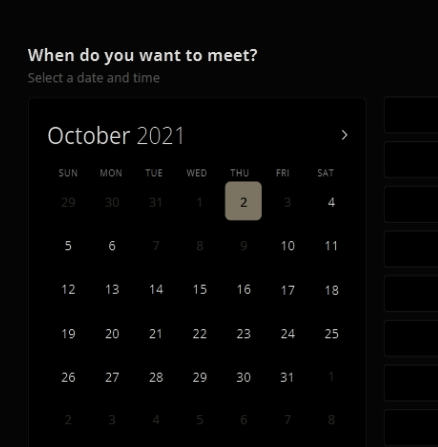 When do you want to meet?
Select a date and time
October 2021 >
SUN MON TUE WED THU FRI SAT
29 30 31 1 2 3 4
5 6 7 8 9 10 11
12 13 14 15 16 17 18
19 20 21 22 23 24 25
26 27 28 29 30 31 1
2 3 4 5 6 7 8